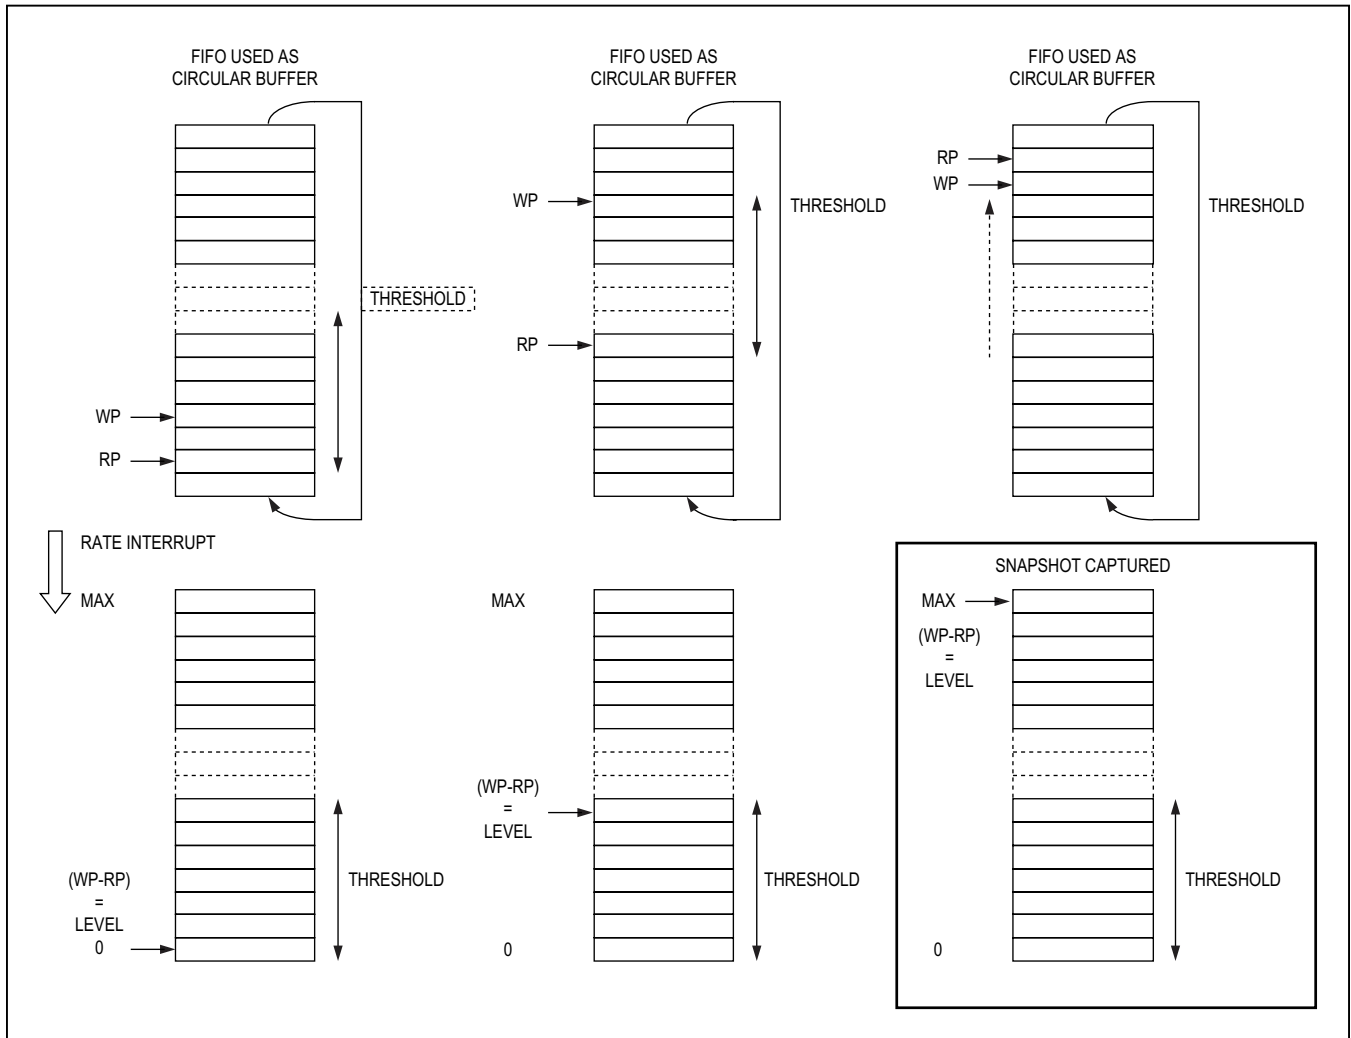 FIFO USED AS
CIRCULAR BUFFER
THRESHOLD
WP
RP
FIFO USED AS
CIRCULAR BUFFER
WP
THRESHOLD
RP
FIFO USED AS
CIRCULAR BUFFER
RP
WP
THRESHOLD
RATE INTERRUPT
MAX
(WP-RP)
=
LEVEL
0
THRESHOLD
MAX
(WP-RP)
=
LEVEL
THRESHOLD
0
SNAPSHOT CAPTURED
MAX
(WP-RP)
=
LEVEL
THRESHOLD
0